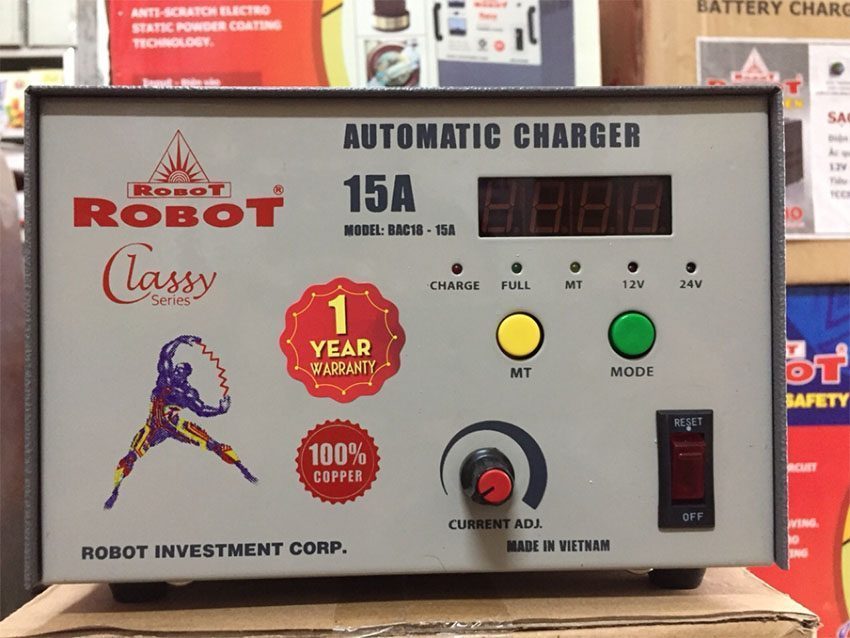 ANTI-SCRATCH ELECTRO
STATIC POWDER COATING
TECHNOLOGY.
BATTERY CHARG
ROBOT
AUTOMATIC CHARGER
15A
MODEL: BAC18 - 15A
ROBOT
ROBOT®
Classy
Series
CHARGE FULL MT 12V 24V
MT MODE
1
YEAR
WARRANTY
100%
COPPER
RESET
OFF
CURRENT ADJ.
ROBOT INVESTMENT CORP.
MADE IN VIETNAM
SAFETY